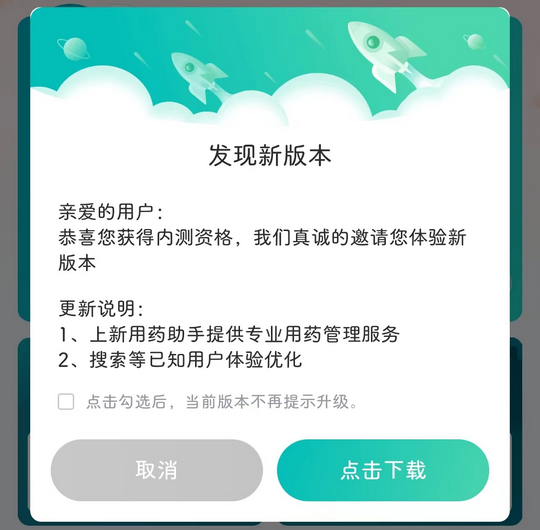 发现新版本
亲爱的用户：
恭喜您获得内测资格，我们真诚的邀请您体验新
版本
更新说明：
1、上新用药助手提供专业用药管理服务
2、搜索等已知用户体验优化
点击勾选后，当前版本不再提示升级。
取消
点击下载